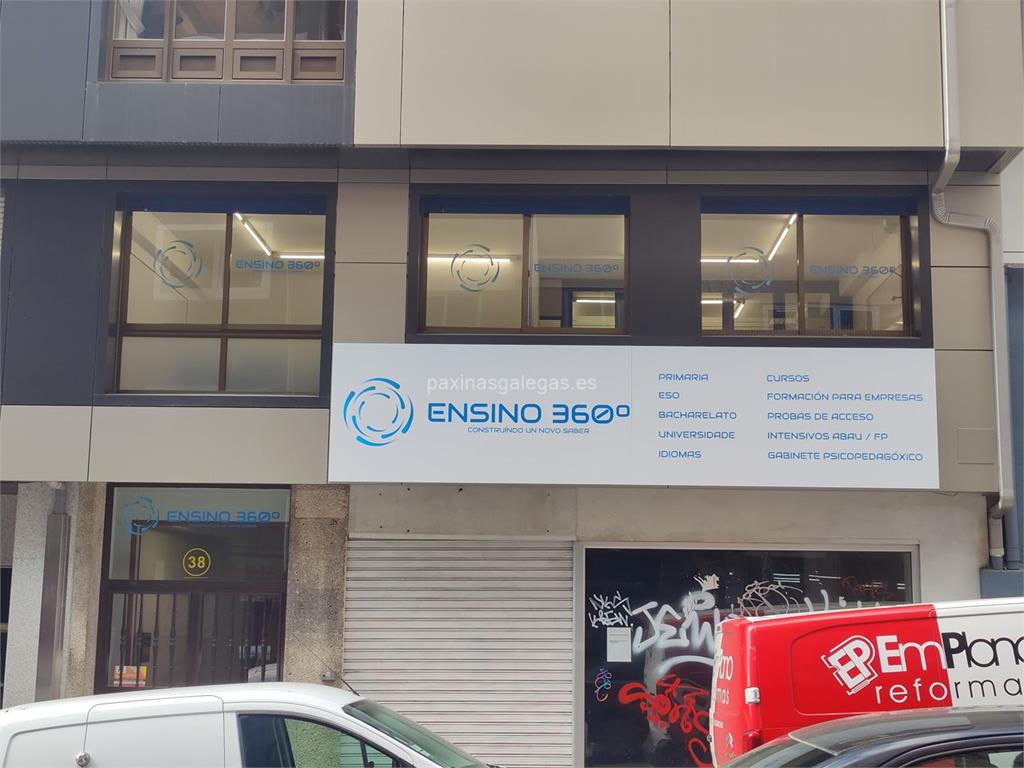 ENSINO 360º
ENSINO 360º
ENSINO 360º
paxinasgalegas.es
ENSINO 360º
CONSTRUÍNDO UN NOVO SABER
PRIMARIA
ESO
BACHARELATO
UNIVERSIDADE
IDIOMAS
CURSOS
FORMACIÓN PARA EMPRESAS
PROBAS DE ACCESO
INTENSIVOS ABAU / FP
GABINETE PSICOPEDAGÓXICO
ENSINO 360º
38
EP EmPlano
reforma